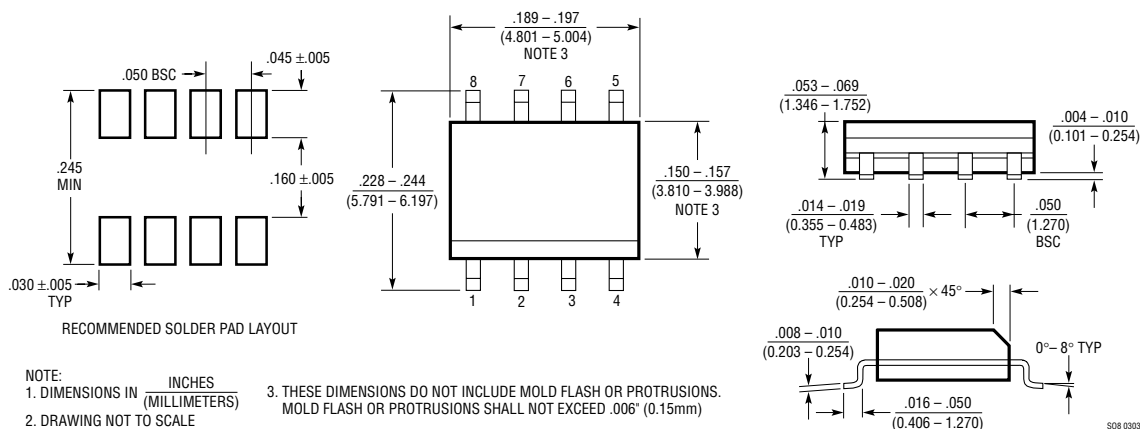 .050 BSC
.045 ±.005
.245
MIN
.160 ±.005
.030 ±.005
TYP
RECOMMENDED SOLDER PAD LAYOUT
.189 – .197
(4.801 – 5.004)
NOTE 3
8
7
6
5
.228 – .244
(5.791 – 6.197)
.150 – .157
(3.810 – 3.988)
NOTE 3
1
2
3
4
.053 – .069
(1.346 – 1.752)
.004 – .010
(0.101 – 0.254)
.014 – .019
(0.355 – 0.483)
TYP
.050
(1.270)
BSC
.010 – .020
(0.254 – 0.508)
× 45°
.008 – .010
(0.203 – 0.254)
0°– 8° TYP
.016 – .050
(0.406 – 1.270)
NOTE:
1. DIMENSIONS IN
INCHES
(MILLIMETERS)
2. DRAWING NOT TO SCALE
3. THESE DIMENSIONS DO NOT INCLUDE MOLD FLASH OR PROTRUSIONS.
MOLD FLASH OR PROTRUSIONS SHALL NOT EXCEED .006" (0.15mm)
SO8 0303